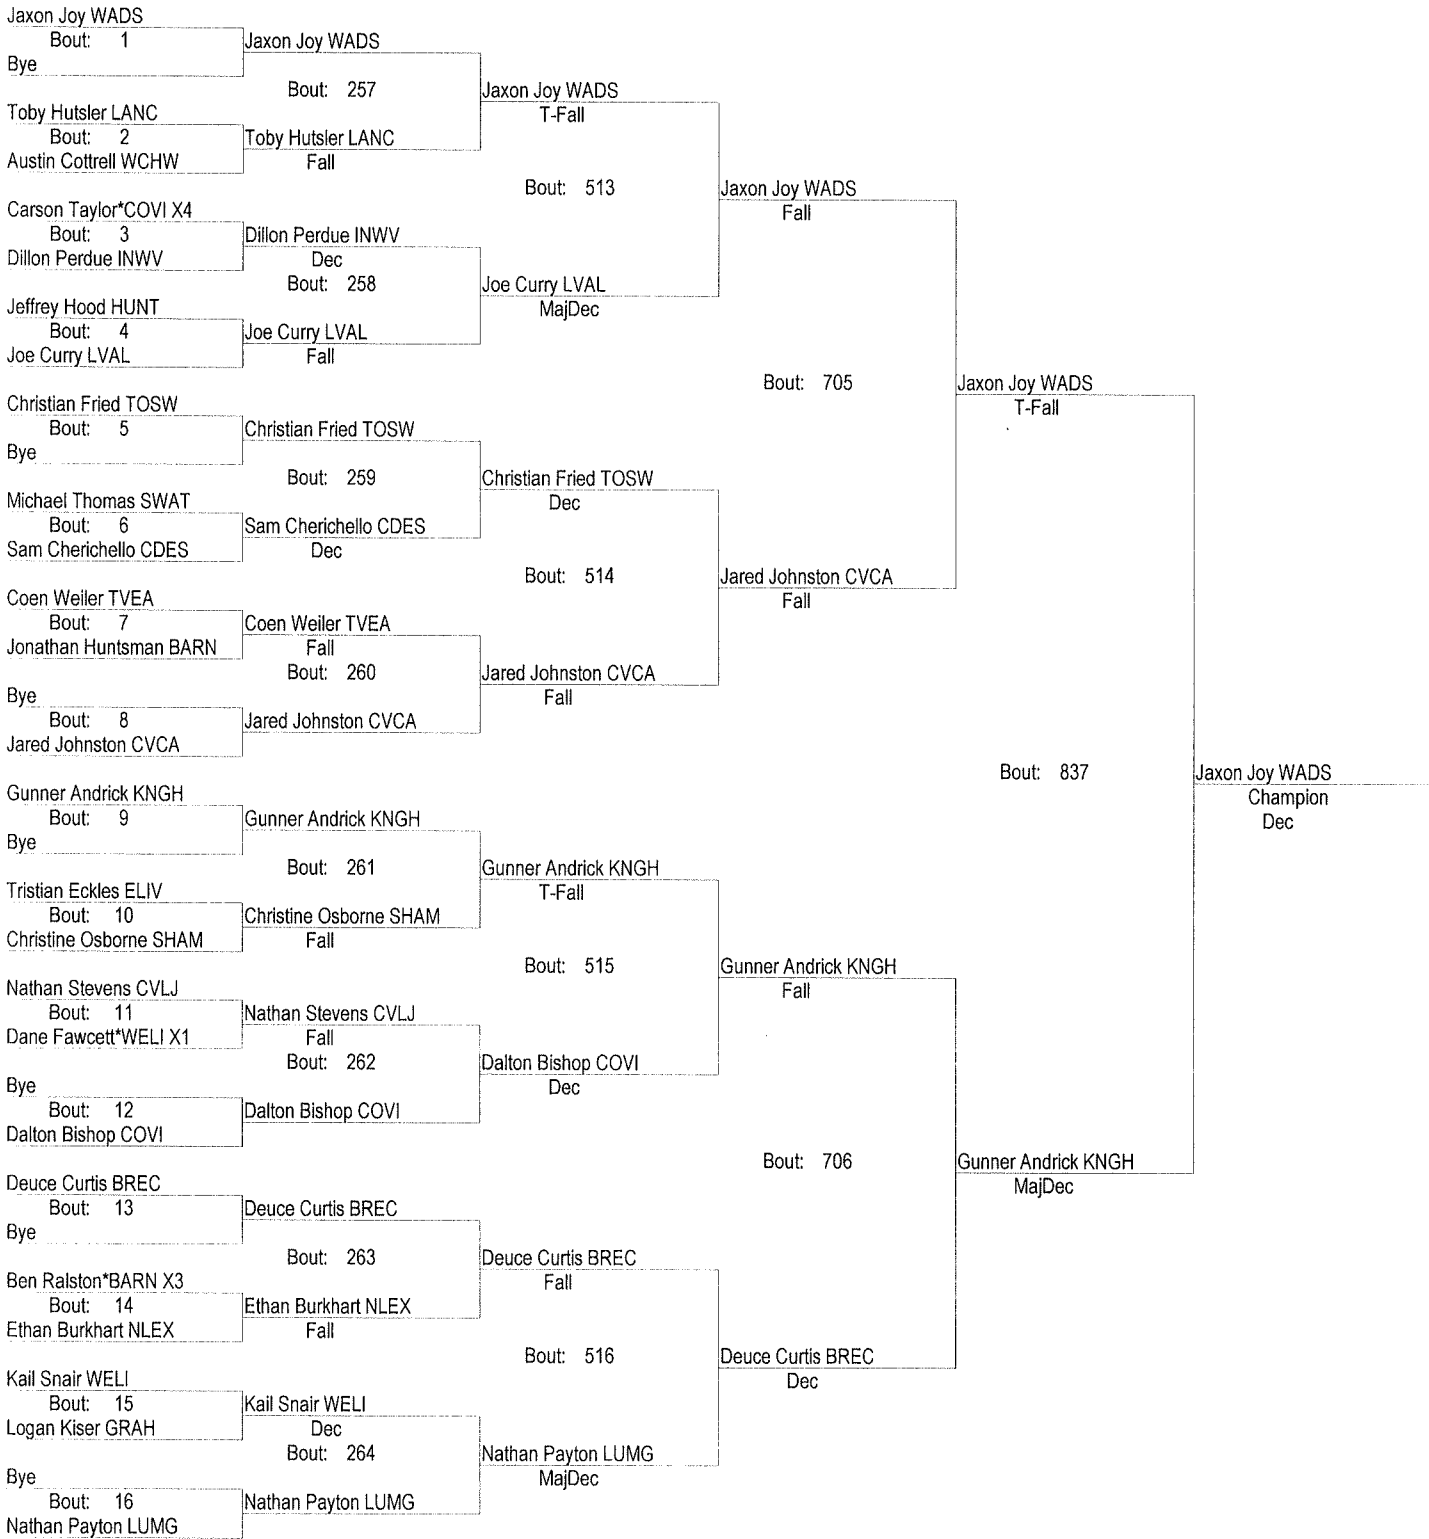 Jaxon Joy WADS
Bout: 1
Bye
Toby Hutsler LANC
Bout: 2
Austin Cottrell WCHW
Carson Taylor*COVI X4
Bout: 3
Dillon Perdue INWV
Jeffrey Hood HUNT
Bout: 4
Joe Curry LVAL
Christian Fried TOSW
Bout: 5
Bye
Michael Thomas SWAT
Bout: 6
Sam Cherichello CDES
Coen Weiler TVEA
Bout: 7
Jonathan Huntsman BARN
Bye
Bout: 8
Jared Johnston CVCA
Gunner Andrick KNGH
Bout: 9
Bye
Tristian Eckles ELIV
Bout: 10
Christine Osborne SHAM
Nathan Stevens CVLJ
Bout: 11
Dane Fawcett*WELI X1
Bye
Bout: 12
Dalton Bishop COVI
Deuce Curtis BREC
Bout: 13
Bye
Ben Ralston*BARN X3
Bout: 14
Ethan Burkhart NLEX
Kail Snair WELI
Bout: 15
Logan Kiser GRAH
Bye
Bout: 16
Nathan Payton LUMG
Jaxon Joy WADS
Bout: 257
Toby Hutsler LANC
Fall
Dillon Perdue INWV
Dec
Bout: 258
Joe Curry LVAL
Fall
Christian Fried TOSW
Bout: 259
Sam Cherichello CDES
Dec
Coen Weiler TVEA
Fall
Bout: 260
Jared Johnston CVCA
Gunner Andrick KNGH
Bout: 261
Christine Osborne SHAM
Fall
Nathan Stevens CVLJ
Fall
Bout: 262
Dalton Bishop COVI
Deuce Curtis BREC
Bout: 263
Ethan Burkhart NLEX
Fall
Kail Snair WELI
Dec
Bout: 264
Nathan Payton LUMG
Jaxon Joy WADS
T-Fall
Bout: 513
Joe Curry LVAL
MajDec
Christian Fried TOSW
Dec
Bout: 514
Jared Johnston CVCA
Fall
Gunner Andrick KNGH
T-Fall
Bout: 515
Dalton Bishop COVI
Dec
Deuce Curtis BREC
Fall
Bout: 516
Nathan Payton LUMG
MajDec
Jaxon Joy WADS
Fall
Bout: 705
Jared Johnston CVCA
Fall
Gunner Andrick KNGH
Fall
Bout: 706
Deuce Curtis BREC
Dec
Jaxon Joy WADS
T-Fall
Bout: 837
Gunner Andrick KNGH
MajDec
Jaxon Joy WADS
Champion
Dec